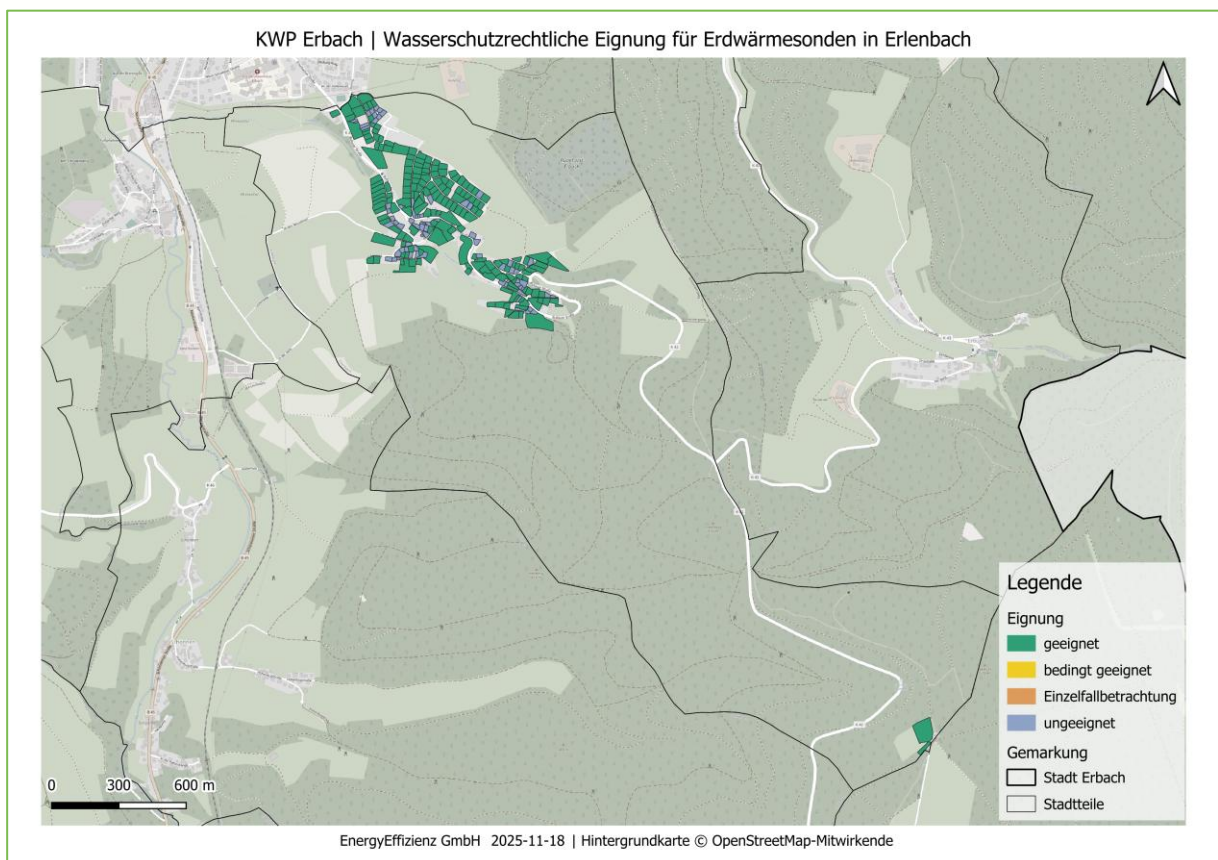 KWP Erbach | Wasserschutzrechtliche Eignung für Erdwärmesonden in Erlenbach
Legende
Eignung
geeignet
bedingt geeignet
Einzelfallbetrachtung
ungeeignet
Gemarkung
Stadt Erbach
Stadtteile
0 300 600 m
EnergyEffizienz GmbH 2025-11-18 | Hintergrundkarte © OpenStreetMap-Mitwirkende